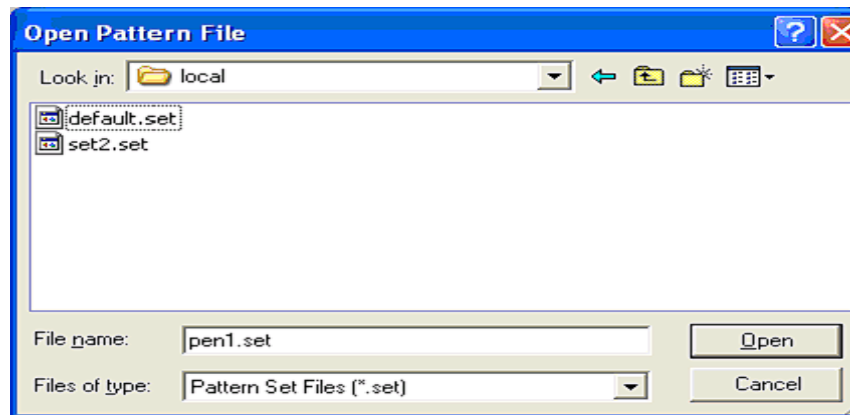 Open Pattern File
Look in: local
default.set
set2.set
File name: pen1.set Open
Files of type: Pattern Set Files (*.set) Cancel